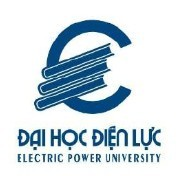 ĐẠI HỌC ĐIỆN LỰC
ELECTRIC POWER UNIVERSITY